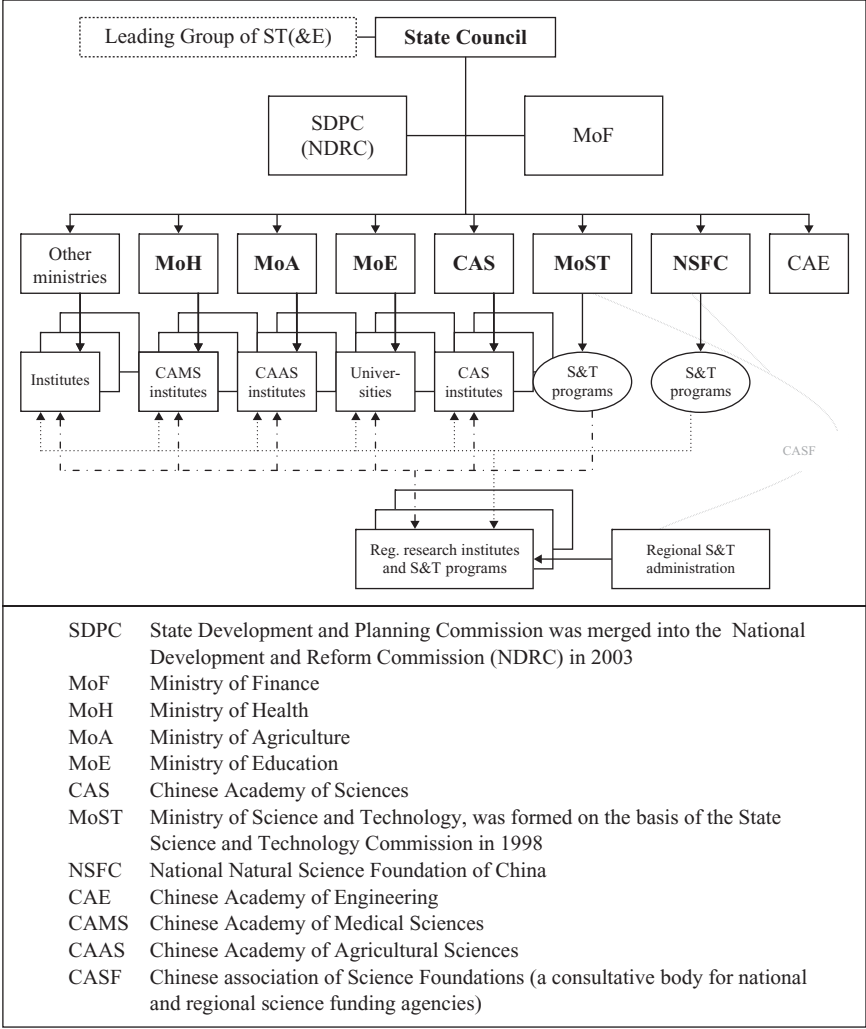 Leading Group of ST(&E)
State Council
SDPC
(NDRC)
MoF
Other
ministries
MoH
MoA
MoE
CAS
MoST
NSFC
CAE
Institutes
CAMS
institutes
CAAS
institutes
Univer-
sities
CAS
institutes
S&T
programs
S&T
programs
CASF
Reg. research institutes
and S&T programs
Regional S&T
administration
SDPC State Development and Planning Commission was merged into the National
Development and Reform Commission (NDRC) in 2003
MoF Ministry of Finance
MoH Ministry of Health
MoA Ministry of Agriculture
MoE Ministry of Education
CAS Chinese Academy of Sciences
MoST Ministry of Science and Technology, was formed on the basis of the State
Science and Technology Commission in 1998
NSFC National Natural Science Foundation of China
CAE Chinese Academy of Engineering
CAMS Chinese Academy of Medical Sciences
CAAS Chinese Academy of Agricultural Sciences
CASF Chinese association of Science Foundations (a consultative body for national
and regional science funding agencies)